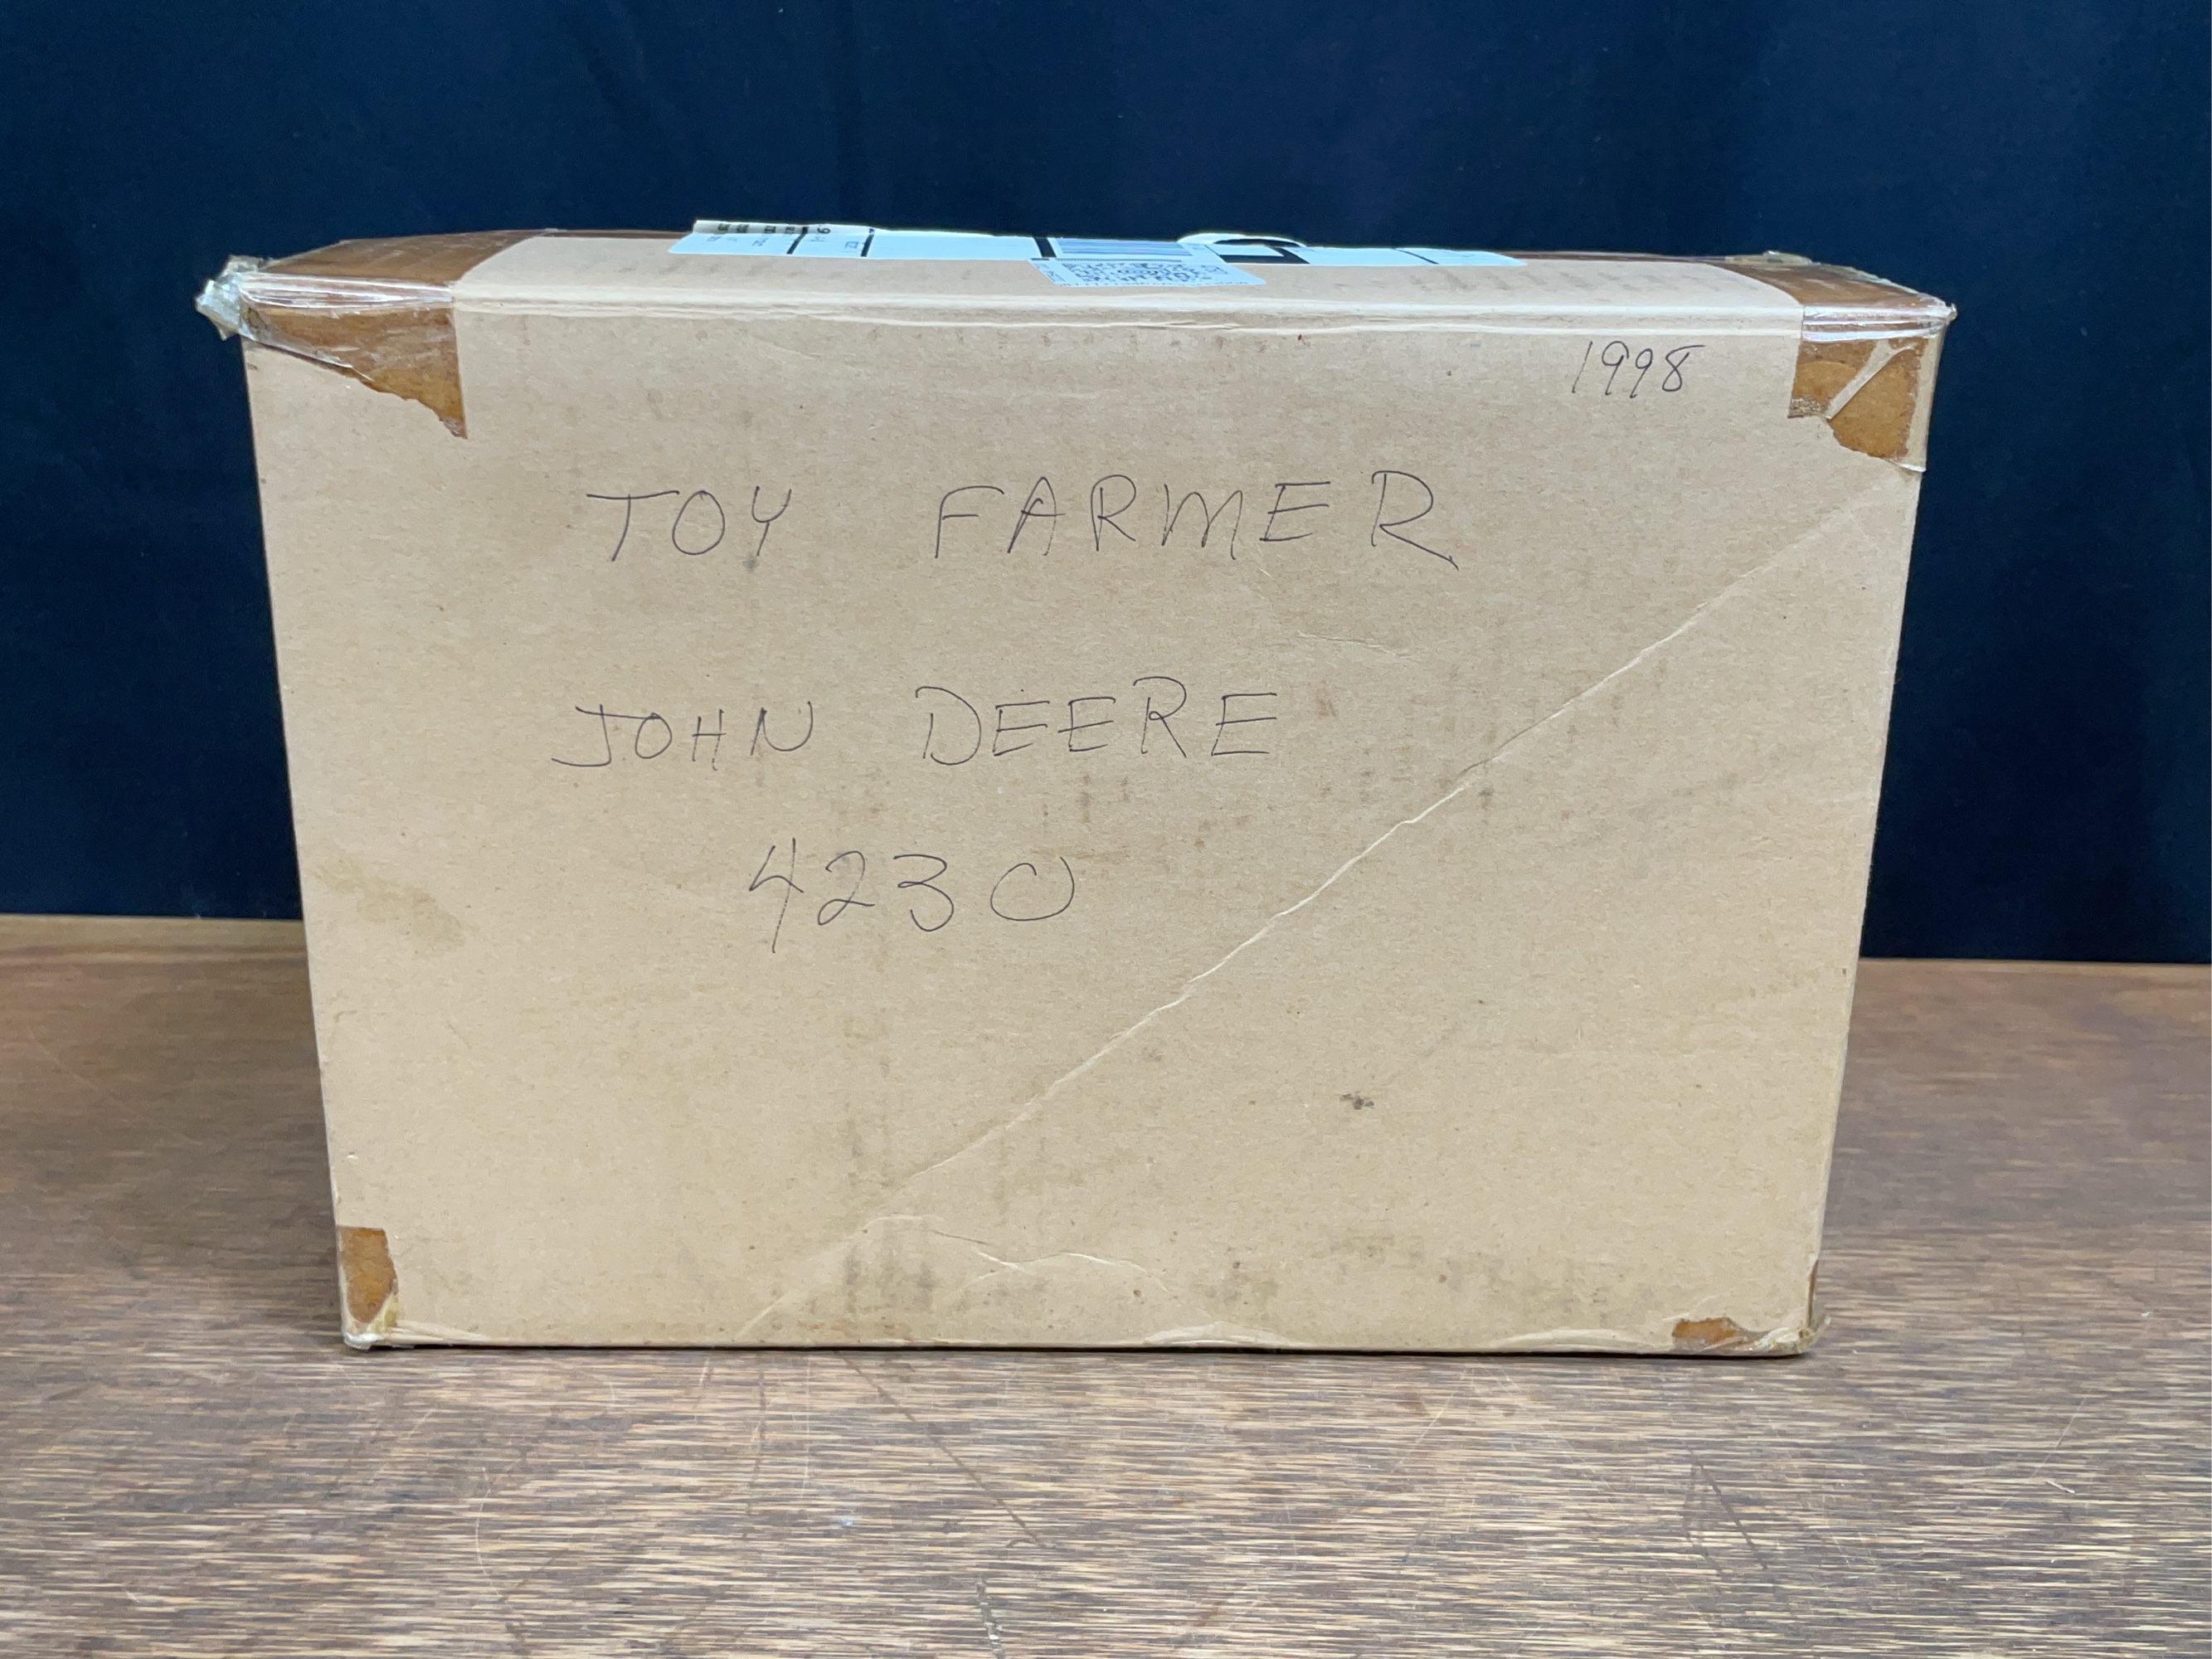 1998
TOY FARMER
JOHN DEERE
4230